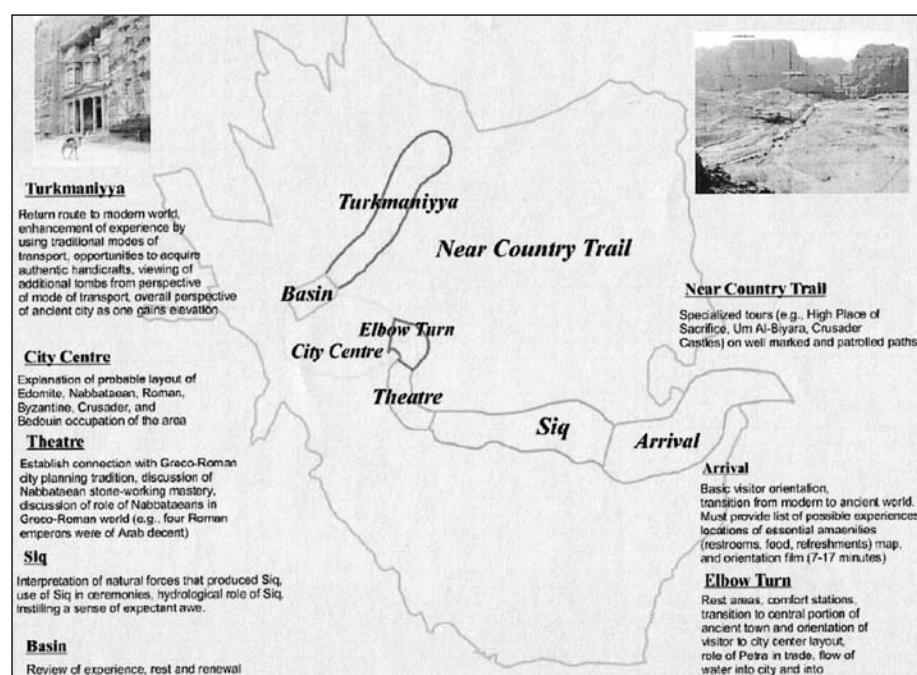 Turkmaniyya
Return route to modern world,
enhancement of experience by
using traditional modes of
transport, opportunities to acquire
authentic handicrafts, viewing of
additional tombs from perspective
of mode of transport, overall perspective
of ancient city as one gains elevation
City Centre
Explanation of probable layout of
Edomite, Nabbataean, Roman,
Byzantine, Crusader, and
Bedouin occupation of the area
Theatre
Establish connection with Greco-Roman
city planning tradition, discussion of
Nabbataean stone-working mastery,
discussion of role of Nabbataeans in
Greco-Roman world (e.g., four Roman
emperors were of Arab decent)
Siq
Interpretation of natural forces that produced Siq,
use of Siq in ceremonies, hydrological role of Siq,
instilling a sense of expectant awe.
Basin
Review of experience, rest and renewal
Turkmaniyya
Near Country Trail
Basin
Elbow Turn
City Centre
Theatre
Siq
Arrival
Near Country Trail
Specialized tours (e.g., High Place of
Sacrifice, Um Al-Biyara, Crusader
Castles) on well marked and patrolled paths
Arrival
Basic visitor orientation,
transition from modern to ancient world.
Must provide list of possible experiences
locations of essential amaenities
(restrooms, food, refreshments) map,
and orientation film (7-17 minutes)
Elbow Turn
Rest areas, comfort stations,
transition to central portion of
ancient town and orientation of
visitor to city center layout,
role of Petra in trade, flow of
water into city and into